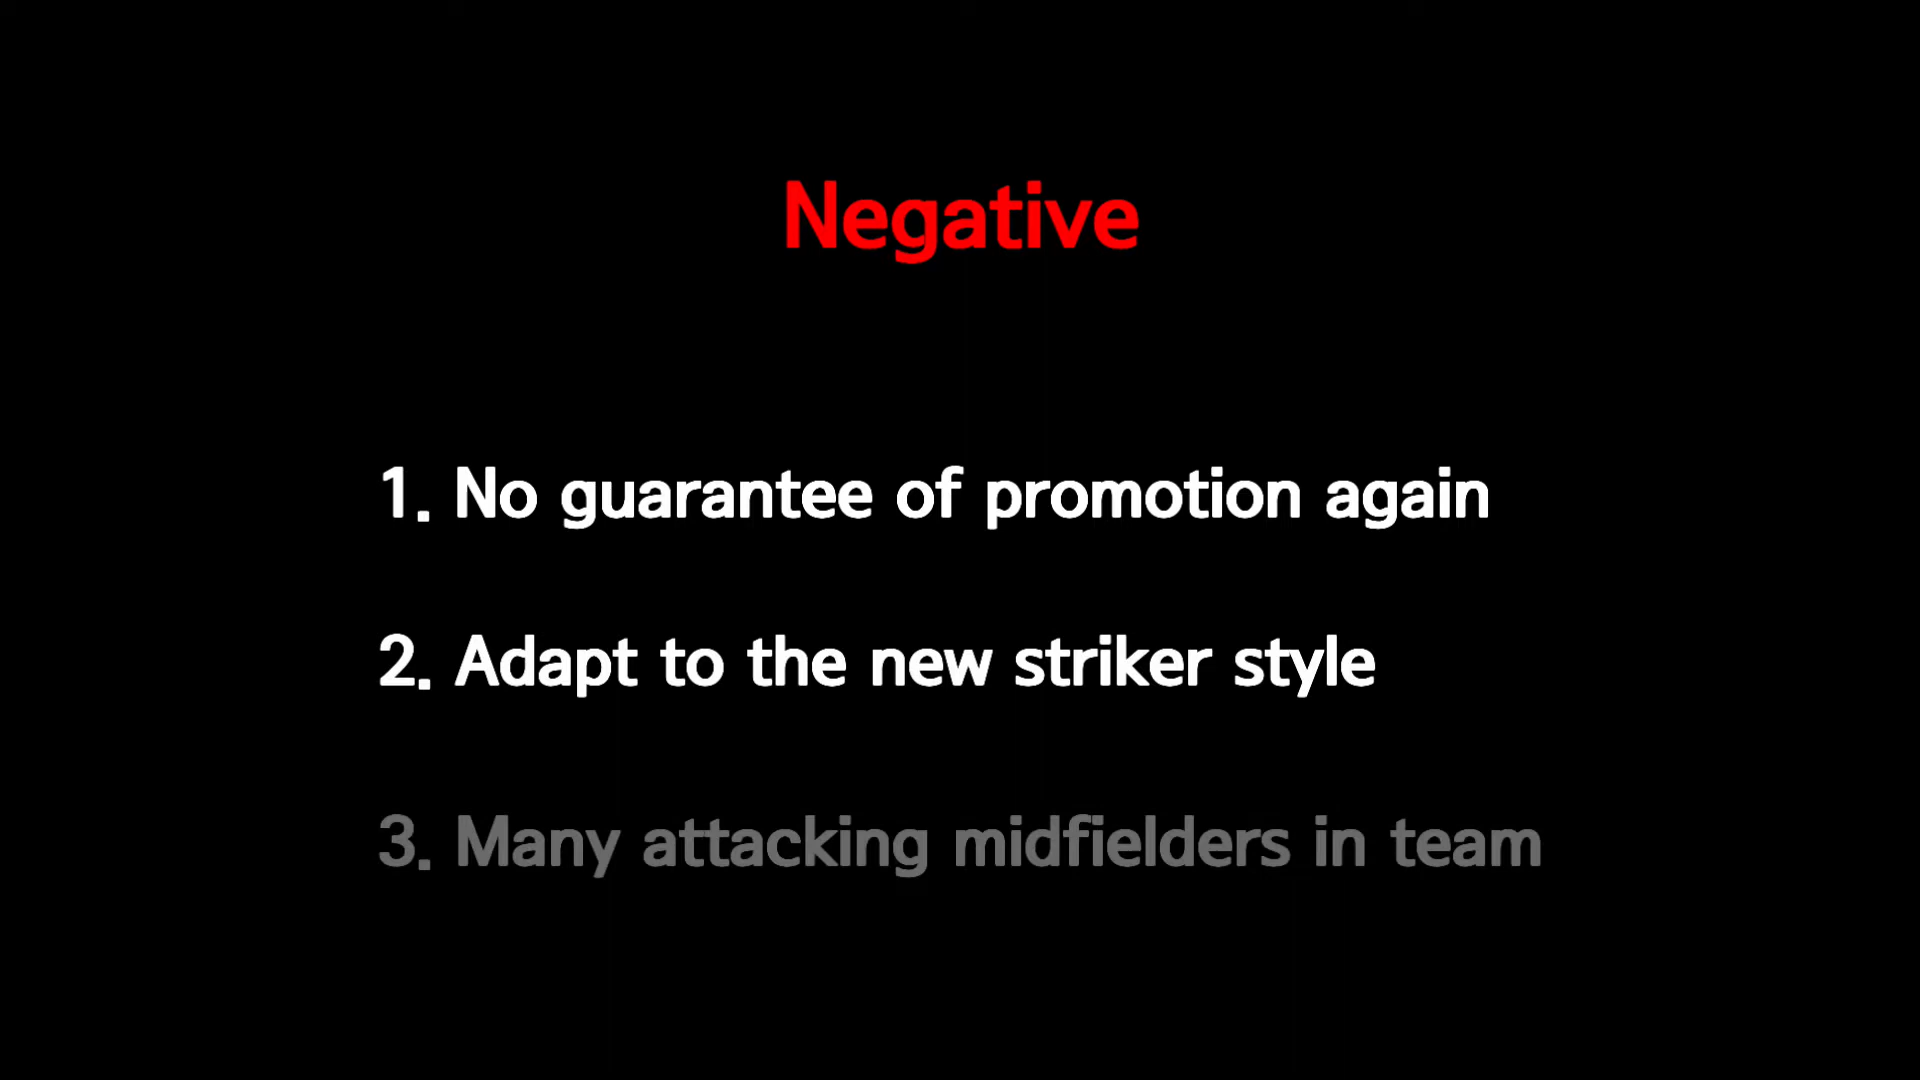 Negative
1. No guarantee of promotion again
2. Adapt to the new striker style
3. Many attacking midfielders in team